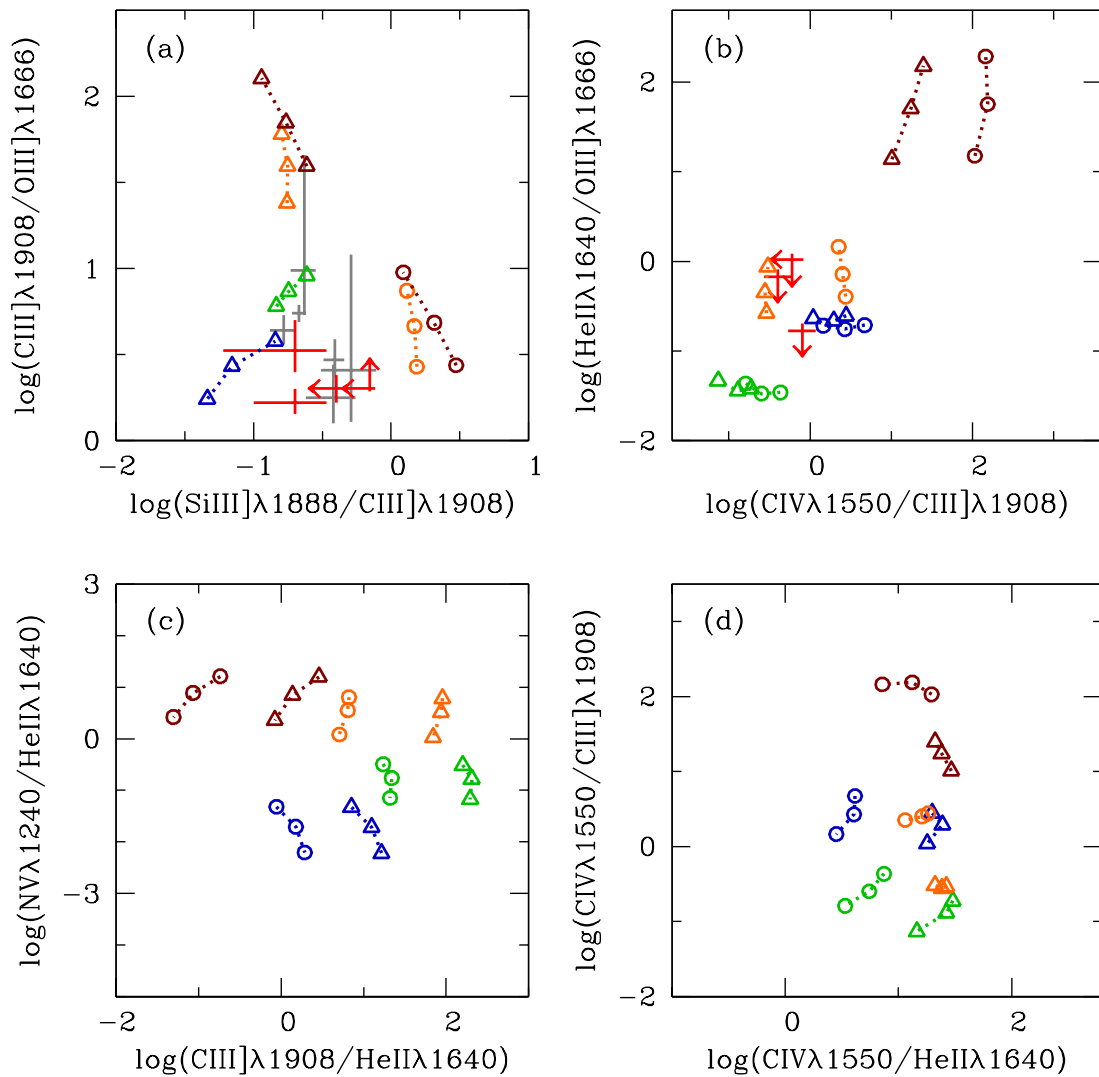 (a)
2
1
0
−2
−1
0
1
log(CIII]λ1908/OIII]λ1666)
log(SiIII]λ1888/CIII]λ1908)
(b)
2
0
−2
0
2
log(HeIIλ1640/OIII]λ1666)
log(CIVλ1550/CIII]λ1908)
(c)
3
0
−3
−2
0
2
log(NVλ1240/HeIIλ1640)
log(CIII]λ1908/HeIIλ1640)
(d)
2
0
−2
0
2
log(CIVλ1550/CIII]λ1908)
log(CIVλ1550/HeIIλ1640)